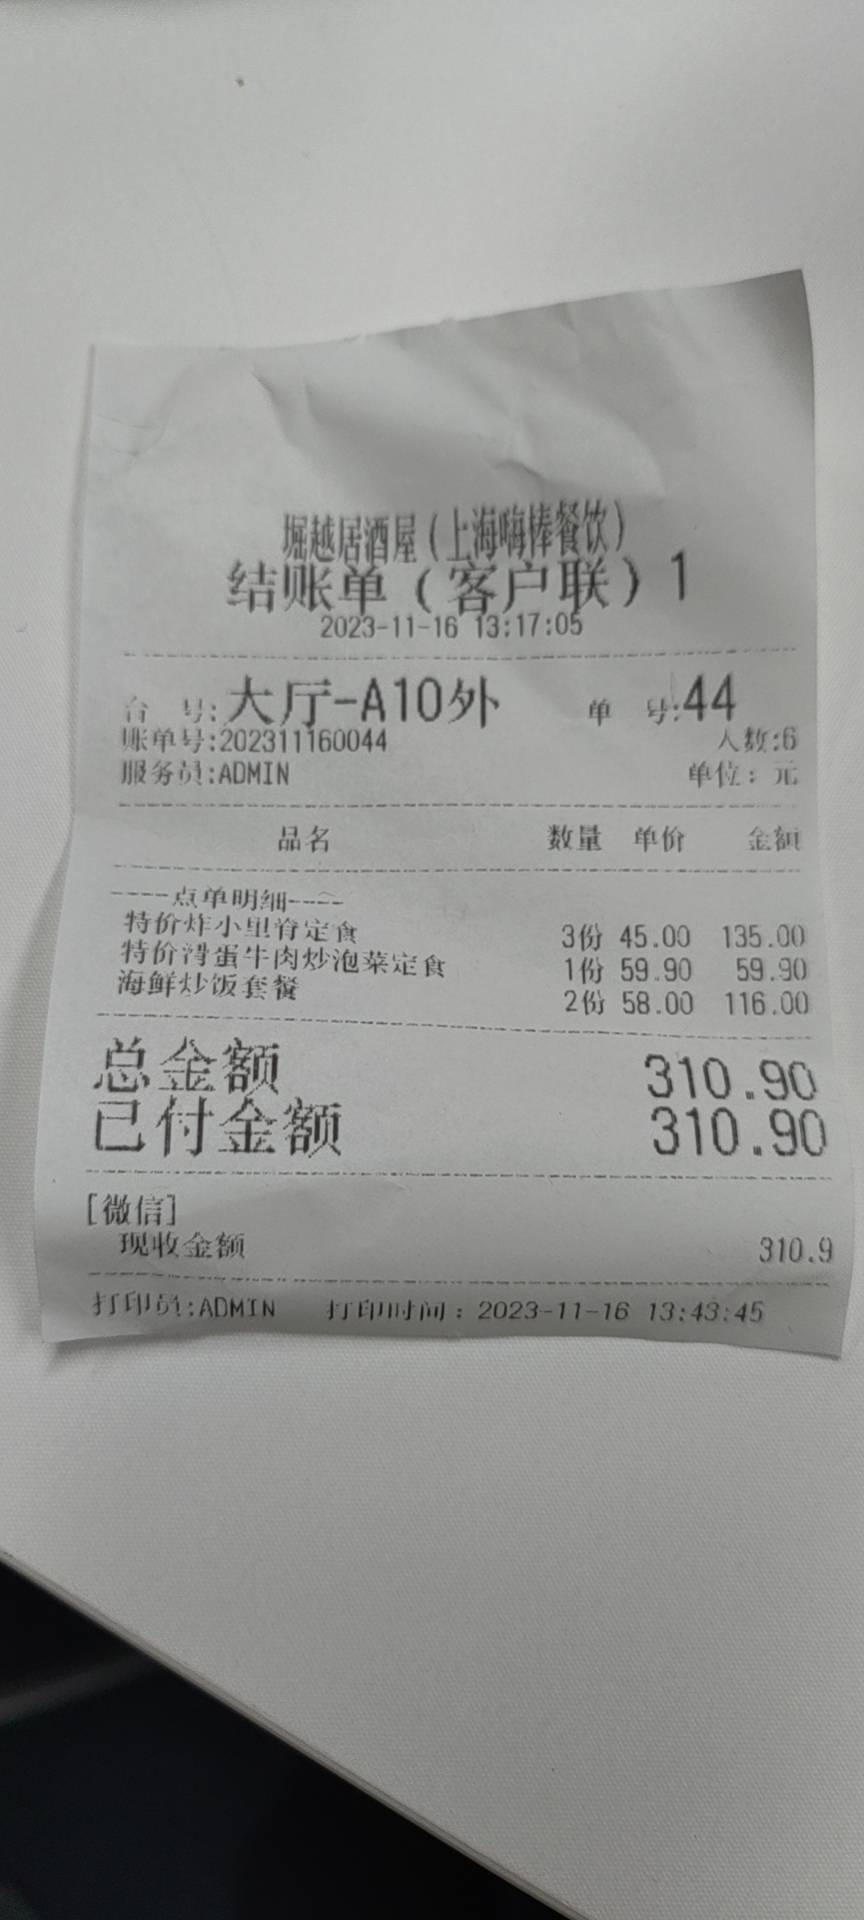 堀越居酒屋(上海嗨棒餐饮)
结账单(客户联)1
2023-11-16 13:17:05
台 号:大厅-A10外 单 号:44
账单号:202311160044 人数:6
服务员:ADMIN 单位: 元
品名 数量 单价 金额
----点单明细----
特价炸小里脊定食 3份 45.00 135.00
特价滑蛋牛肉炒泡菜定食 1份 59.90 59.90
海鲜炒饭套餐 2份 58.00 116.00
总金额 310.90
已付金额 310.90
[微信]
现收金额 310.9
打印员:ADMIN 打印时间: 2023-11-16 13:43:45